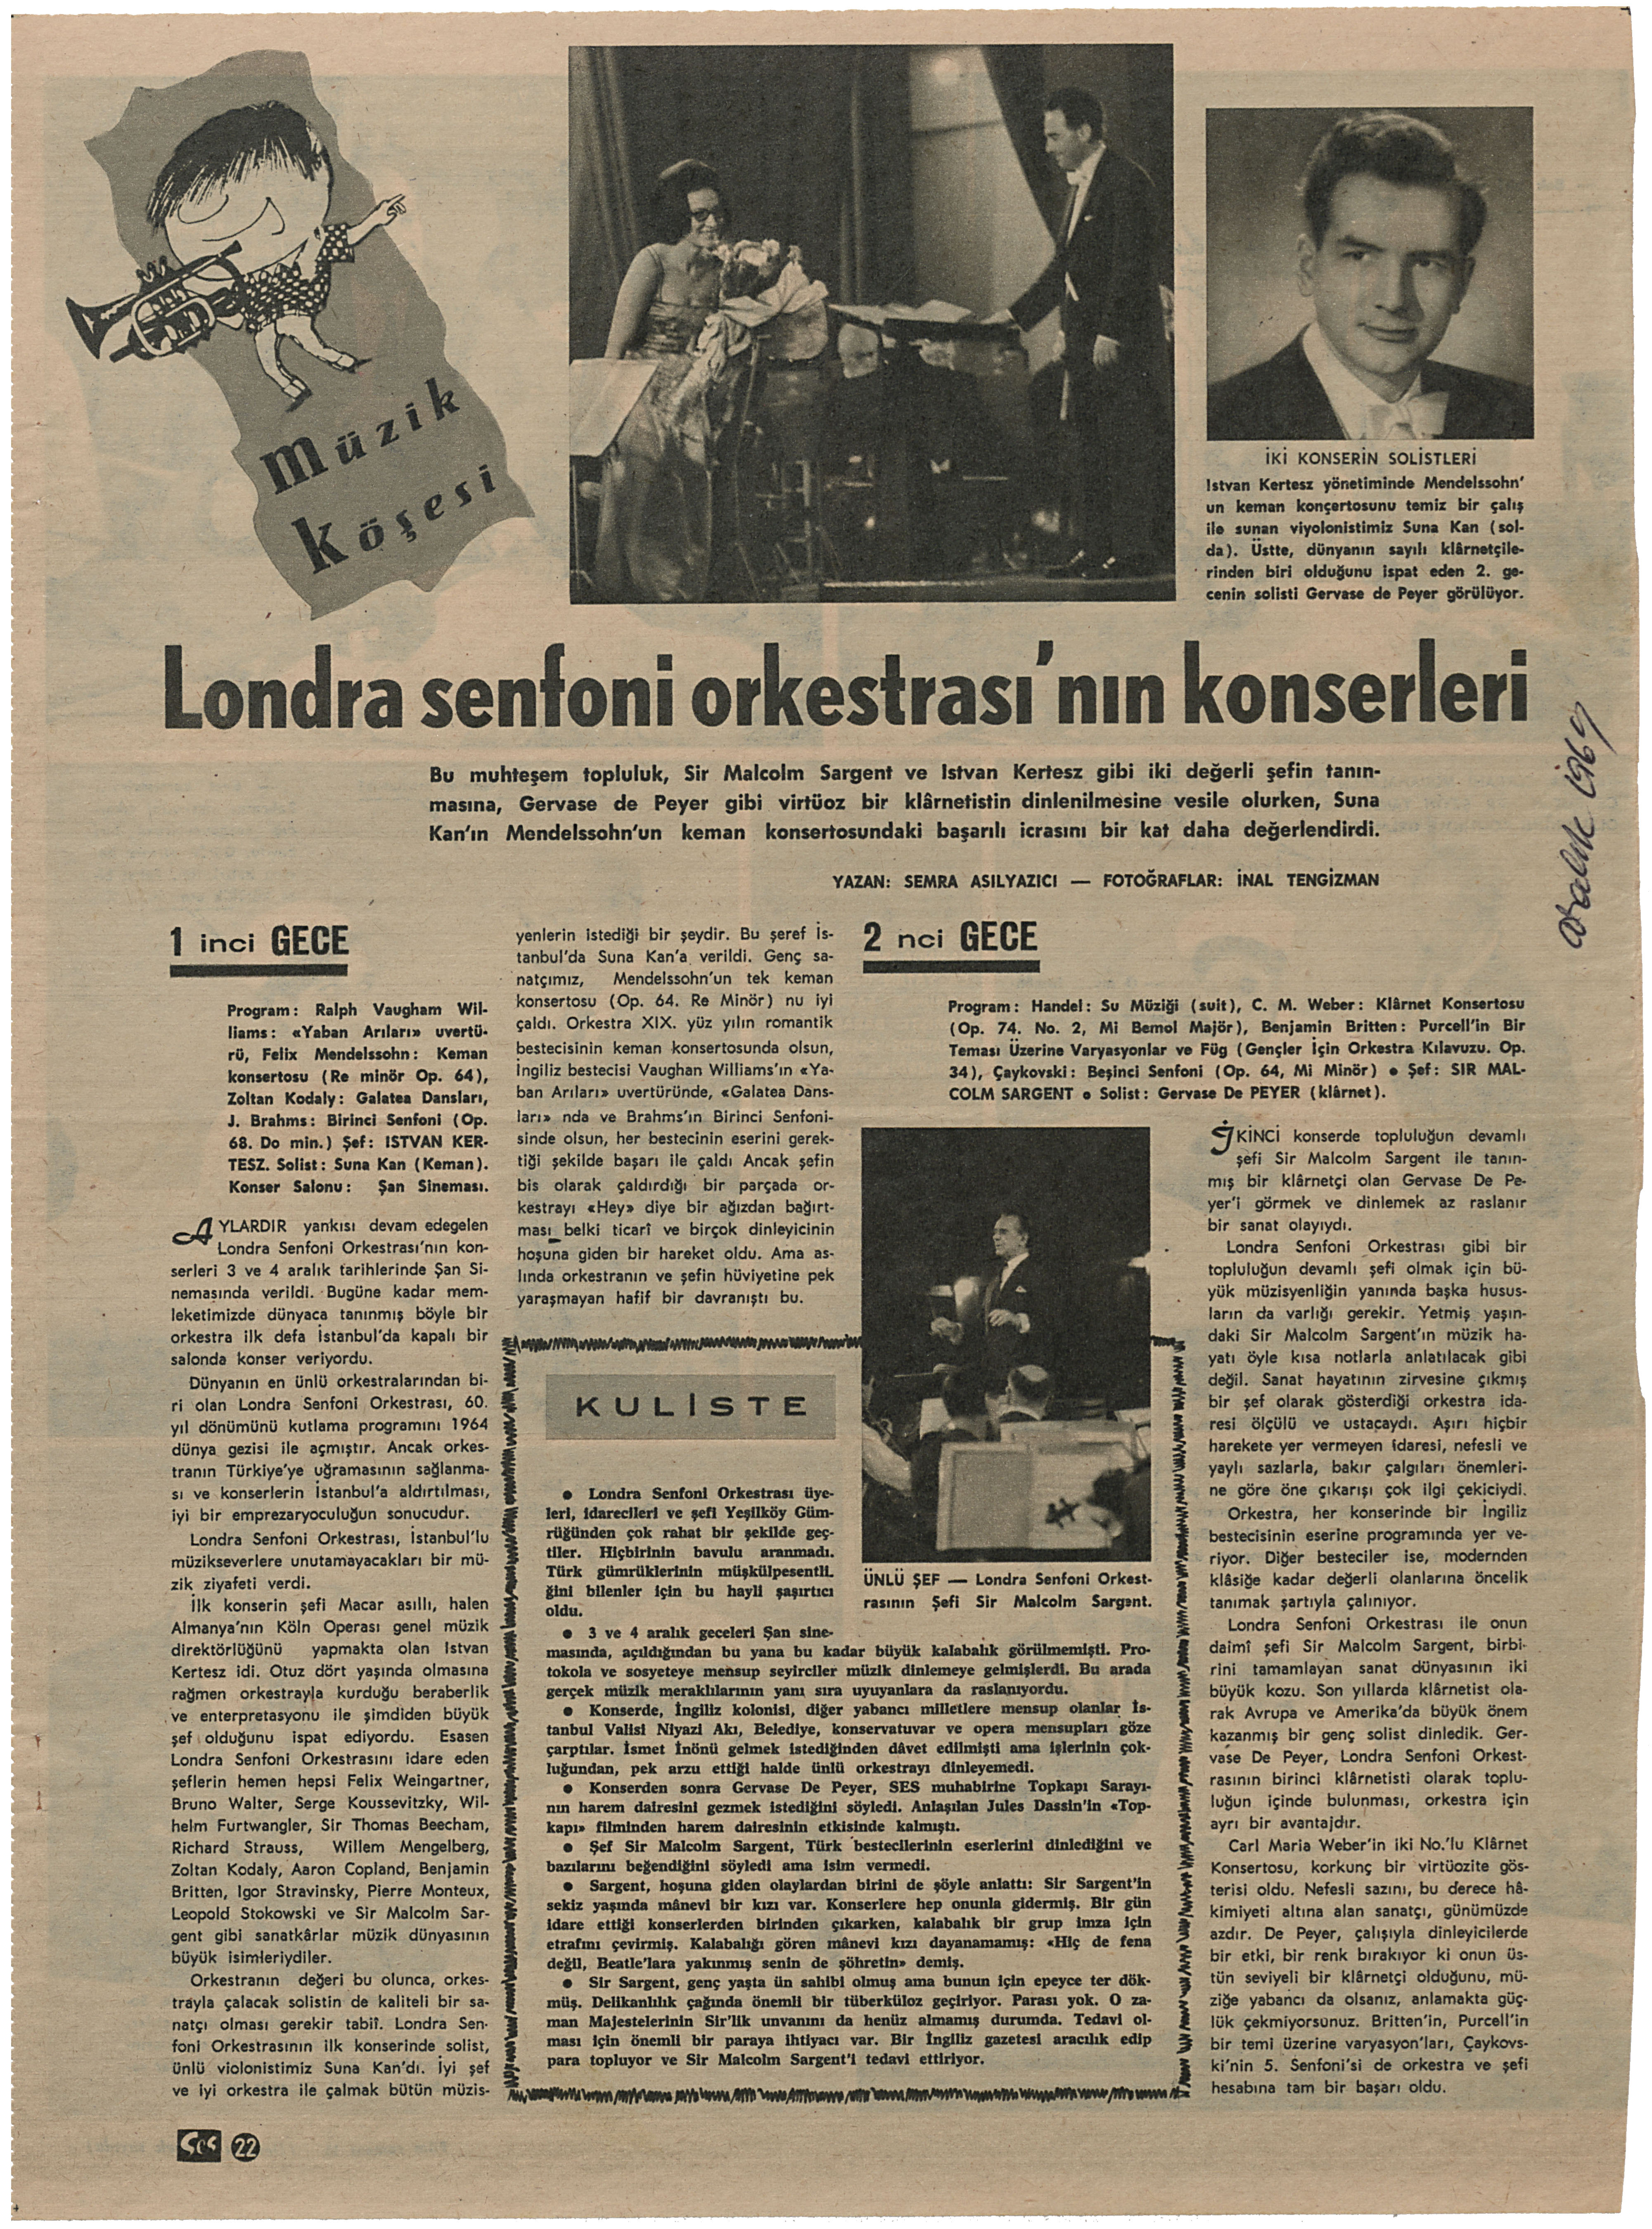 Müzik
köşesi
İKİ KONSERİN SOLİSTLERİ
Istvan Kertesz yönetiminde Mendelssohn'
un keman konçertosunu temiz bir çalış
ile sunan viyolonistimiz Suna Kan (sol-
da). Üstte, dünyanın sayılı klârnetçile-
rinden biri olduğunu ispat eden 2. ge-
cenin solisti Gervase de Peyer görülüyor.
Londra senfoni orkestrası'nın konserleri
Bu muhteşem topluluk, Sir Malcolm Sargent ve Istvan Kertesz gibi iki değerli şefin tanın-
masına, Gervase de Peyer gibi virtüoz bir klârnetistin dinlenilmesine vesile olurken, Suna
Kan'ın Mendelssohn'un keman konsertosundaki başarılı icrasını bir kat daha değerlendirdi.
YAZAN: SEMRA ASILYAZICI — FOTOĞRAFLAR: İNAL TENGİZMAN
Aralık 1964
1 inci GECE
Program: Ralph Vaugham Wil-
liams: «Yaban Arıları» uvertü-
rü, Felix Mendelssohn: Keman
konsertosu (Re minör Op. 64),
Zoltan Kodaly: Galatea Dansları,
J. Brahms: Birinci Senfoni (Op.
68. Do min.) Şef: ISTVAN KER-
TESZ. Solist: Suna Kan (Keman).
Konser Salonu: Şan Sineması.
AYLARDIR yankısı devam edegelen
Londra Senfoni Orkestrası'nın kon-
serleri 3 ve 4 aralık tarihlerinde Şan Si-
nemasında verildi. Bugüne kadar mem-
leketimizde dünyaca tanınmış böyle bir
orkestra ilk defa İstanbul'da kapalı bir
salonda konser veriyordu.
Dünyanın en ünlü orkestralarından bi-
ri olan Londra Senfoni Orkestrası, 60.
yıl dönümünü kutlama programını 1964
dünya gezisi ile açmıştır. Ancak orkes-
tranın Türkiye'ye uğramasının sağlanma-
sı ve konserlerin İstanbul'a aldırtılması,
iyi bir emprezaryoculuğun sonucudur.
Londra Senfoni Orkestrası, İstanbul'lu
müzikseverlere unutamayacakları bir mü-
zik ziyafeti verdi.
İlk konserin şefi Macar asıllı, halen
Almanya'nın Köln Operası genel müzik
direktörlüğünü yapmakta olan Istvan
Kertesz idi. Otuz dört yaşında olmasına
rağmen orkestrayla kurduğu beraberlik
ve enterpretasyonu ile şimdiden büyük
şef olduğunu ispat ediyordu. Esasen
Londra Senfoni Orkestrasını idare eden
şeflerin hemen hepsi Felix Weingartner,
Bruno Walter, Serge Koussevitzky, Wil-
helm Furtwangler, Sir Thomas Beecham,
Richard Strauss, Willem Mengelberg,
Zoltan Kodaly, Aaron Copland, Benjamin
Britten, Igor Stravinsky, Pierre Monteux,
Leopold Stokowski ve Sir Malcolm Sar-
gent gibi sanatkârlar müzik dünyasının
büyük isimleriydiler.
Orkestranın değeri bu olunca, orkes-
trayla çalacak solistin de kaliteli bir sa-
natçı olması gerekir tabiî. Londra Sen-
foni Orkestrasının ilk konserinde solist,
ünlü violonistimiz Suna Kan'dı. İyi şef
ve iyi orkestra ile çalmak bütün müzis-
yenlerin istediği bir şeydir. Bu şeref İs-
tanbul'da Suna Kan'a verildi. Genç sa-
natçımız, Mendelssohn'un tek keman
konsertosu (Op. 64. Re Minör) nu iyi
çaldı. Orkestra XIX. yüz yılın romantik
bestecisinin keman konsertosunda olsun,
İngiliz bestecisi Vaughan Williams'ın «Ya-
ban Arıları» uvertüründe, «Galatea Dans-
ları» nda ve Brahms'ın Birinci Senfoni-
sinde olsun, her bestecinin eserini gerek-
tiği şekilde başarı ile çaldı Ancak şefin
bis olarak çaldırdığı bir parçada or-
kestrayı «Hey» diye bir ağızdan bağırt-
ması belki ticarî ve birçok dinleyicinin
hoşuna giden bir hareket oldu. Ama as-
lında orkestranın ve şefin hüviyetine pek
yaraşmayan hafif bir davranıştı bu.
KULİSTE
● Londra Senfoni Orkestrası üye-
leri, idarecileri ve şefi Yeşilköy Güm-
rüğünden çok rahat bir şekilde geç-
tiler. Hiçbirinin bavulu aranmadı.
Türk gümrüklerinin müşkülpesentli-
ğini bilenler için bu hayli şaşırtıcı
oldu.
● 3 ve 4 aralık geceleri Şan sine-
masında, açıldığından bu yana bu kadar büyük kalabalık görülmemişti. Pro-
tokola ve sosyeteye mensup seyirciler müzik dinlemeye gelmişlerdi. Bu arada
gerçek müzik meraklılarının yanı sıra uyuyanlara da raslanıyordu.
● Konserde, İngiliz kolonisi, diğer yabancı milletlere mensup olanlar İs-
tanbul Valisi Niyazi Akı, Belediye, konservatuvar ve opera mensupları göze
çarptılar. İsmet İnönü gelmek istediğinden dâvet edilmişti ama işlerinin çok-
luğundan, pek arzu ettiği halde ünlü orkestrayı dinleyemedi.
● Konserden sonra Gervase De Peyer, SES muhabirine Topkapı Sarayı-
nın harem dairesini gezmek istediğini söyledi. Anlaşılan Jules Dassin'in «Top-
kapı» filminden harem dairesinin etkisinde kalmıştı.
● Şef Sir Malcolm Sargent, Türk bestecilerinin eserlerini dinlediğini ve
bazılarını beğendiğini söyledi ama isim vermedi.
● Sargent, hoşuna giden olaylardan birini de şöyle anlattı: Sir Sargent'in
sekiz yaşında mânevi bir kızı var. Konserlere hep onunla gidermiş. Bir gün
idare ettiği konserlerden birinden çıkarken, kalabalık bir grup imza için
etrafını çevirmiş. Kalabalığı gören mânevi kızı dayanamamış: «Hiç de fena
değil, Beatle'lara yakınmış senin de şöhretin» demiş.
● Sir Sargent, genç yaşta ün sahibi olmuş ama bunun için epeyce ter dök-
müş. Delikanlılık çağında önemli bir tüberküloz geçiriyor. Parası yok. O za-
man Majestelerinin Sir'lik unvanını da henüz almamış durumda. Tedavi ol-
ması için önemli bir paraya ihtiyacı var. Bir İngiliz gazetesi aracılık edip
para topluyor ve Sir Malcolm Sargent'i tedavi ettiriyor.
2 nci GECE
Program: Handel: Su Müziği (suit), C. M. Weber: Klârnet Konsertosu
(Op. 74. No. 2, Mi Bemol Majör), Benjamin Britten: Purcell'in Bir
Teması Üzerine Varyasyonlar ve Füg (Gençler İçin Orkestra Kılavuzu. Op.
34), Çaykovski: Beşinci Senfoni (Op. 64, Mi Minör) ● Şef: SIR MAL-
COLM SARGENT ● Solist: Gervase De PEYER (klârnet).
ÜNLÜ ŞEF — Londra Senfoni Orkest-
rasının Şefi Sir Malcolm Sargent.
İKİNCİ konserde topluluğun devamlı
şefi Sir Malcolm Sargent ile tanın-
mış bir klârnetçi olan Gervase De Pe-
yer'i görmek ve dinlemek az raslanır
bir sanat olayıydı.
Londra Senfoni Orkestrası gibi bir
topluluğun devamlı şefi olmak için bü-
yük müzisyenliğin yanında başka husus-
ların da varlığı gerekir. Yetmiş yaşın-
daki Sir Malcolm Sargent'ın müzik ha-
yatı öyle kısa notlarla anlatılacak gibi
değil. Sanat hayatının zirvesine çıkmış
bir şef olarak gösterdiği orkestra ida-
resi ölçülü ve ustacaydı. Aşırı hiçbir
harekete yer vermeyen idaresi, nefesli ve
yaylı sazlarla, bakır çalgıları önemleri-
ne göre öne çıkarışı çok ilgi çekiciydi.
Orkestra, her konserinde bir İngiliz
bestecisinin eserine programında yer ve-
riyor. Diğer besteciler ise, modernden
klâsiğe kadar değerli olanlarına öncelik
tanımak şartıyla çalınıyor.
Londra Senfoni Orkestrası ile onun
daimî şefi Sir Malcolm Sargent, birbi-
rini tamamlayan sanat dünyasının iki
büyük kozu. Son yıllarda klârnetist ola-
rak Avrupa ve Amerika'da büyük önem
kazanmış bir genç solist dinledik. Ger-
vase De Peyer, Londra Senfoni Orkest-
rasının birinci klârnetisti olarak toplu-
luğun içinde bulunması, orkestra için
ayrı bir avantajdır.
Carl Maria Weber'in iki No.'lu Klârnet
Konsertosu, korkunç bir virtüozite gös-
terisi oldu. Nefesli sazını, bu derece hâ-
kimiyeti altına alan sanatçı, günümüzde
azdır. De Peyer, çalışıyla dinleyicilerde
bir etki, bir renk bırakıyor ki onun üs-
tün seviyeli bir klârnetçi olduğunu, mü-
ziğe yabancı da olsanız, anlamakta güç-
lük çekmiyorsunuz. Britten'in, Purcell'in
bir temi üzerine varyasyon'ları, Çaykovs-
ki'nin 5. Senfoni'si de orkestra ve şefi
hesabına tam bir başarı oldu.
Ses 22